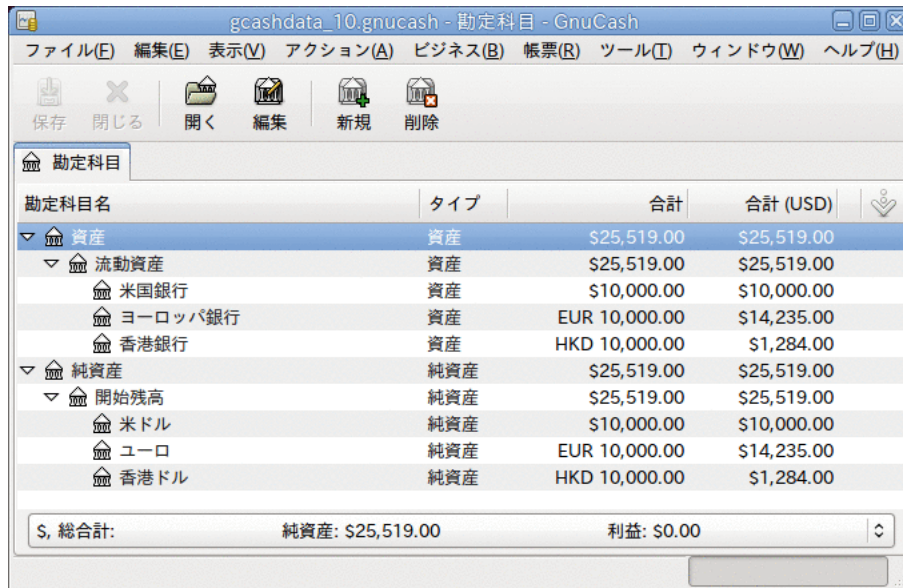 gcashdata_10.gnucash - 勘定科目 - GnuCash
ファイル(F) 編集(E) 表示(V) アクション(A) ビジネス(B) 帳票(R) ツール(T) ウィンドウ(W) ヘルプ(H)
保存 閉じる 開く 編集 新規 削除
勘定科目
勘定科目名 タイプ 合計 合計 (USD)
資産 資産 $25,519.00 $25,519.00
流動資産 資産 $25,519.00 $25,519.00
米国銀行 資産 $10,000.00 $10,000.00
ヨーロッパ銀行 資産 EUR 10,000.00 $14,235.00
香港銀行 資産 HKD 10,000.00 $1,284.00
純資産 純資産 $25,519.00 $25,519.00
開始残高 純資産 $25,519.00 $25,519.00
米ドル 純資産 $10,000.00 $10,000.00
ユーロ 純資産 EUR 10,000.00 $14,235.00
香港ドル 純資産 HKD 10,000.00 $1,284.00
$, 総合計: 純資産: $25,519.00 利益: $0.00